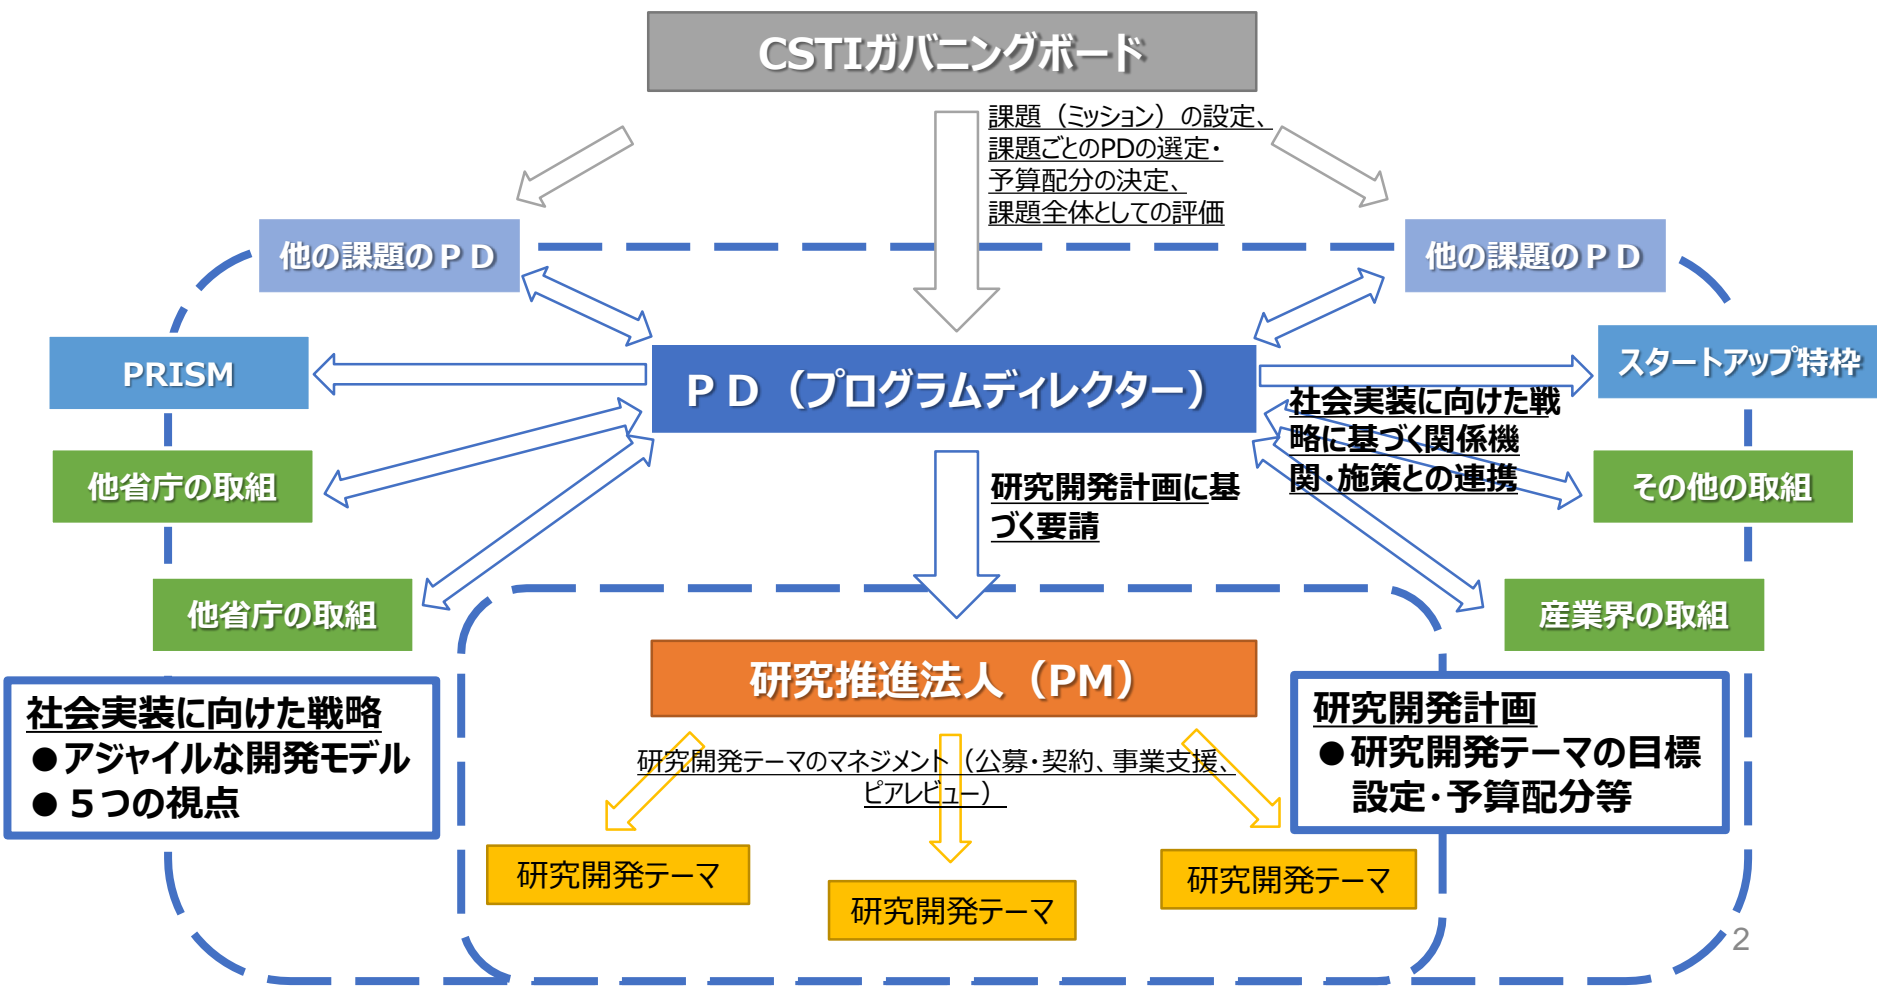 CSTIガバニングボード
課題（ミッション）の設定、
課題ごとのPDの選定・
予算配分の決定、
課題全体としての評価
他の課題のＰＤ
他の課題のＰＤ
PRISM
ＰＤ（プログラムディレクター）
スタートアップ特枠
社会実装に向けた戦
略に基づく関係機
関・施策との連携
他省庁の取組
研究開発計画に基
づく要請
その他の取組
他省庁の取組
産業界の取組
研究推進法人（PM）
社会実装に向けた戦略
●アジャイルな開発モデル
●５つの視点
研究開発計画
●研究開発テーマの目標
設定・予算配分等
研究開発テーマのマネジメント（公募・契約、事業支援、
ピアレビュー）
研究開発テーマ
研究開発テーマ
研究開発テーマ
2